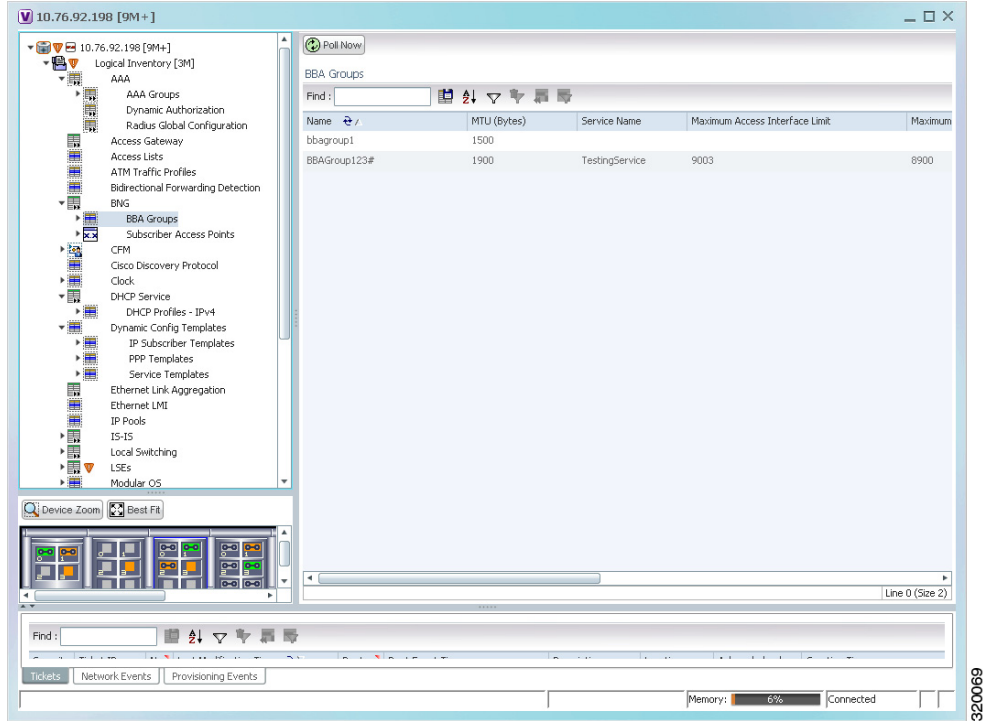 10.76.92.198 [9M+]
10.76.92.198 [9M+]
Logical Inventory [3M]
AAA
AAA Groups
Dynamic Authorization
Radius Global Configuration
Access Gateway
Access Lists
ATM Traffic Profiles
Bidirectional Forwarding Detection
BNG
BBA Groups
Subscriber Access Points
CFM
Cisco Discovery Protocol
Clock
DHCP Service
DHCP Profiles - IPv4
Dynamic Config Templates
IP Subscriber Templates
PPP Templates
Service Templates
Ethernet Link Aggregation
Ethernet LMI
IP Pools
IS-IS
Local Switching
LSEs
Modular OS
Device Zoom Best Fit
Poll Now
BBA Groups
Find :
Name MTU (Bytes) Service Name Maximum Access Interface Limit Maximum
bbagroup1 1500
BBAGroup123# 1900 TestingService 9003 8900
Line 0 (Size 2)
Find :
Tickets Network Events Provisioning Events
Memory: 6% Connected
320069